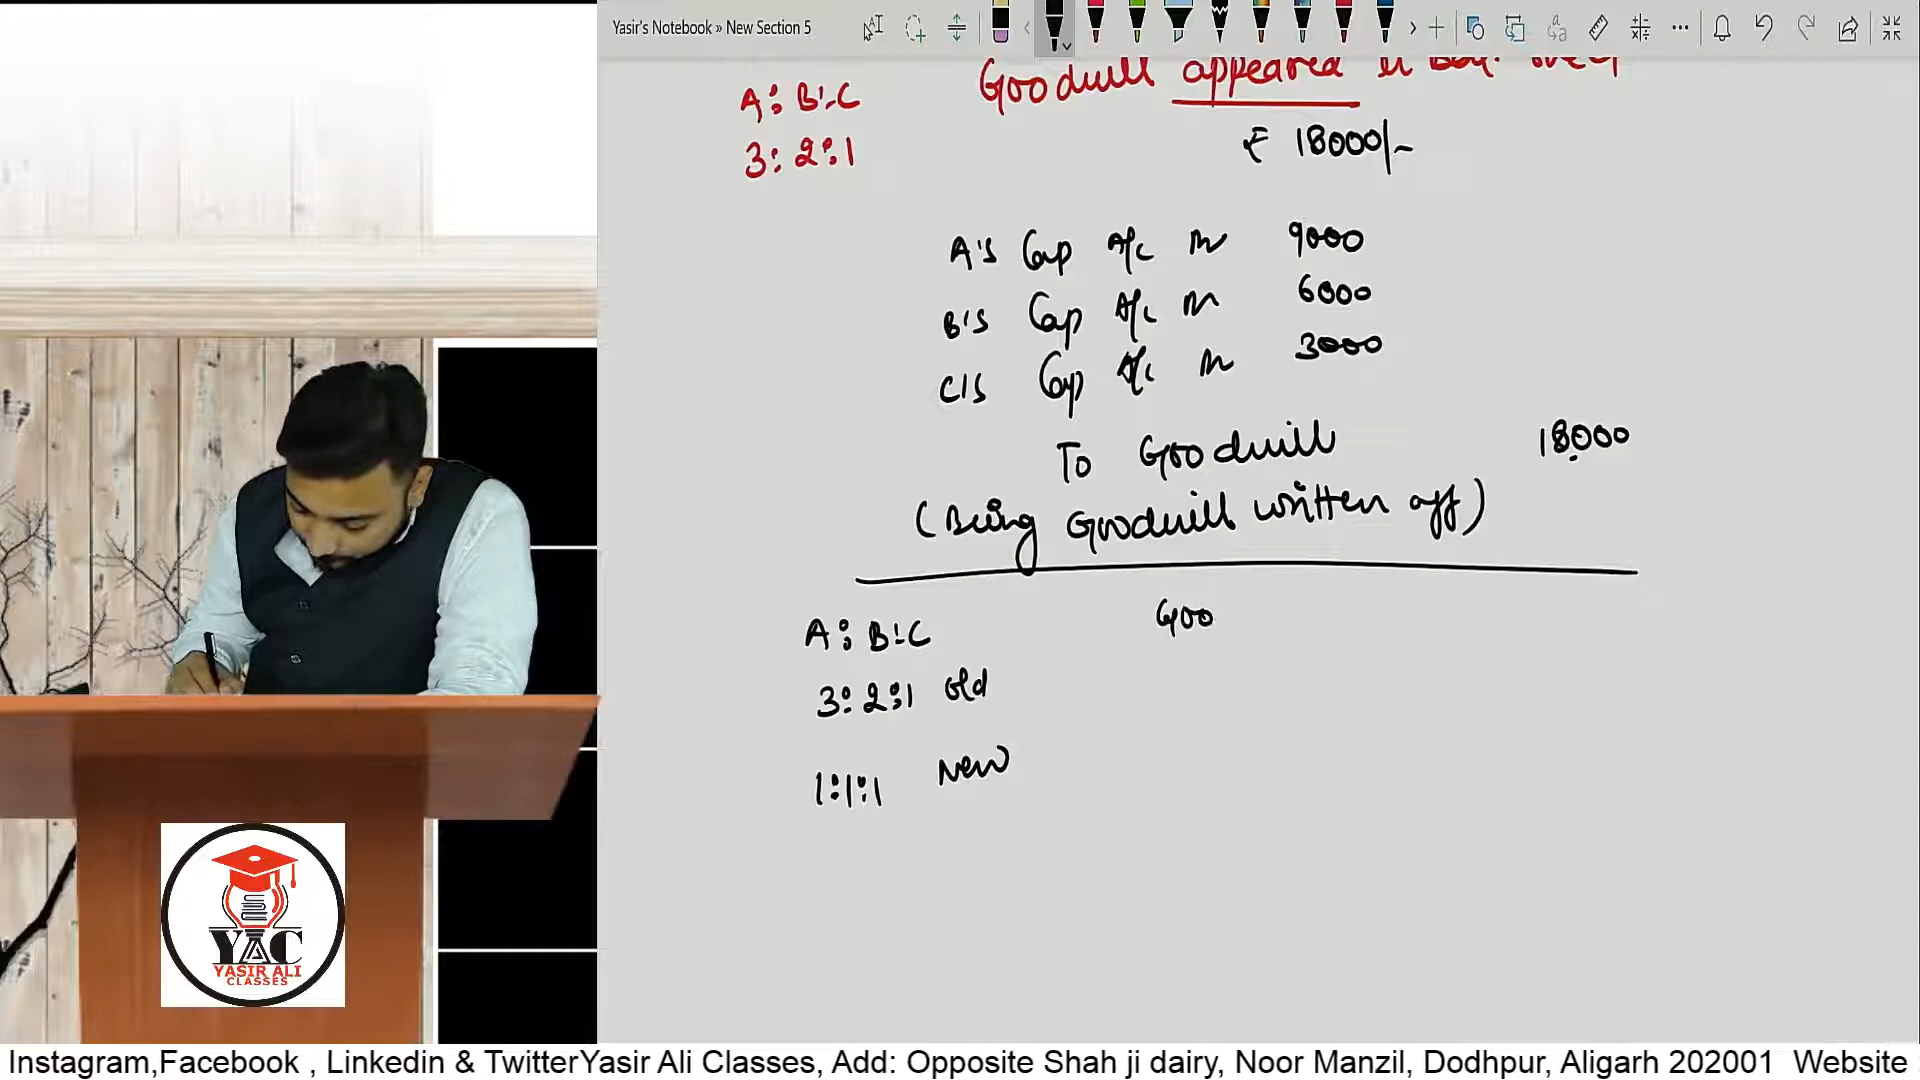 Yasir's Notebook » New Section 5
Goodwill appeared
A:B:C
3:2:1
₹ 18000/-
A's Cap A/c Dr 9000
B's Cap A/c Dr 6000
C's Cap A/c Dr 3000
To Goodwill 18000
(Being Goodwill written off)
A:B:C
Goo
3:2:1 old
1:1:1 New
YAC
YASIR ALI
CLASSES
Instagram,Facebook , Linkedin & TwitterYasir Ali Classes, Add: Opposite Shah ji dairy, Noor Manzil, Dodhpur, Aligarh 202001 Website